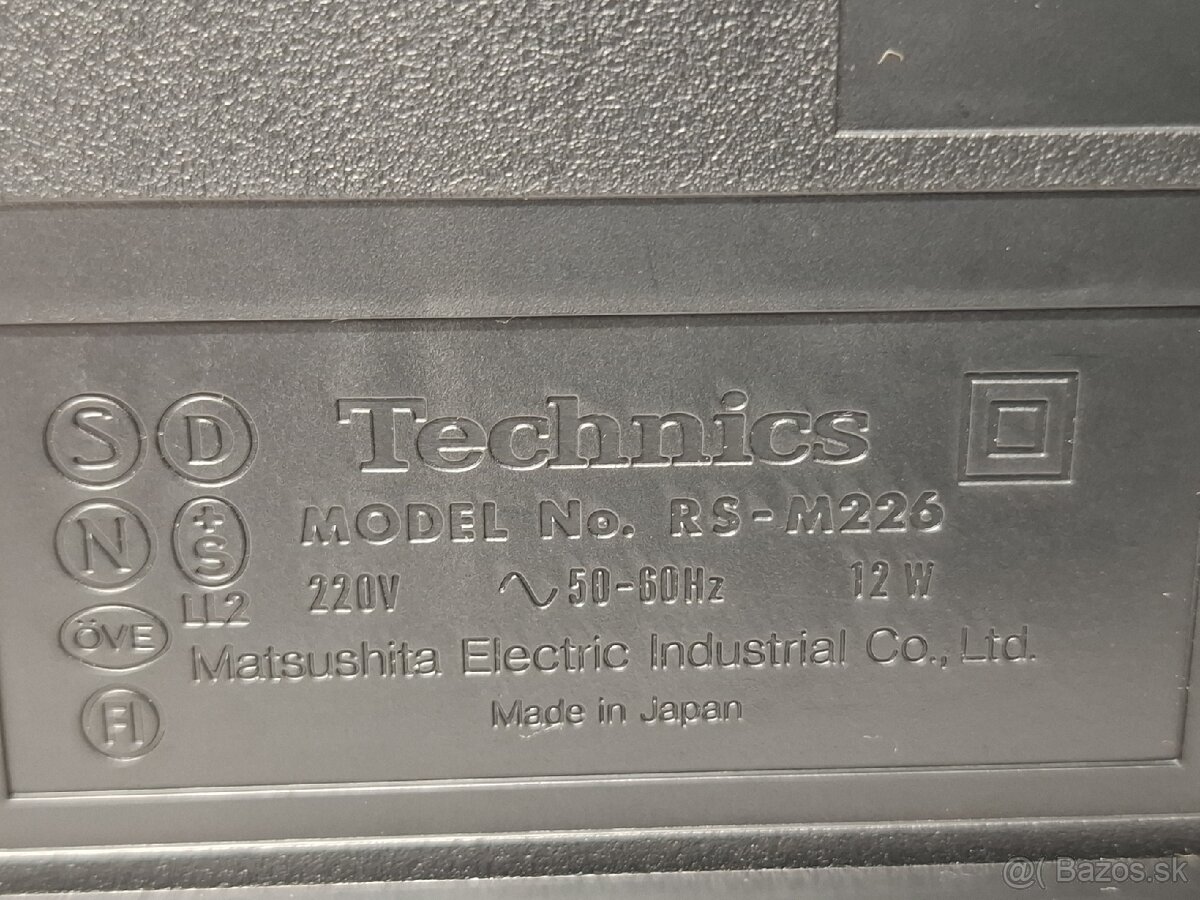 S D Technics
N +S MODEL No. RS-M226
LL2 220V ∿ 50-60Hz 12W
ÖVE Matsushita Electric Industrial Co., Ltd.
FI Made in Japan
@( Bazos.sk